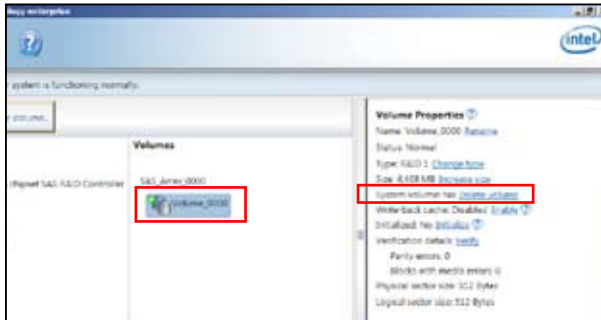 logy enterprise
intel
system is functioning normally.
Volumes
chipset SAS RAID Controller
SAS_Array_0000
Volume_0000
Volume Properties
Name: Volume_0000 Rename
Status: Normal
Type: RAID 1 Change type
Size: 4,608 MB Increase size
System volume: No Delete volume
Write-back cache: Disabled Enable
Initialized: No Initialize
Verification details Verify
Parity errors: 0
Blocks with media errors: 0
Physical sector size: 512 Bytes
Logical sector size: 512 Bytes